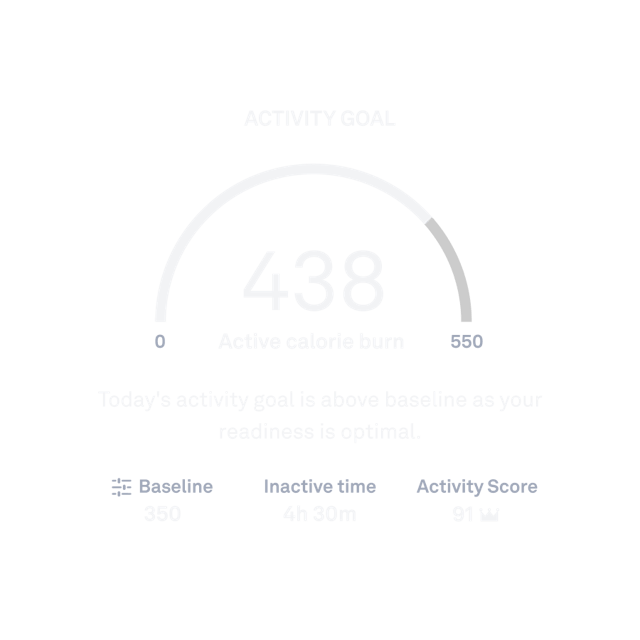 ACTIVITY GOAL
438
Active calorie burn
0 550
Today's activity goal is above baseline as your
readiness is optimal.
Baseline Inactive time Activity Score
350 4h 30m 91